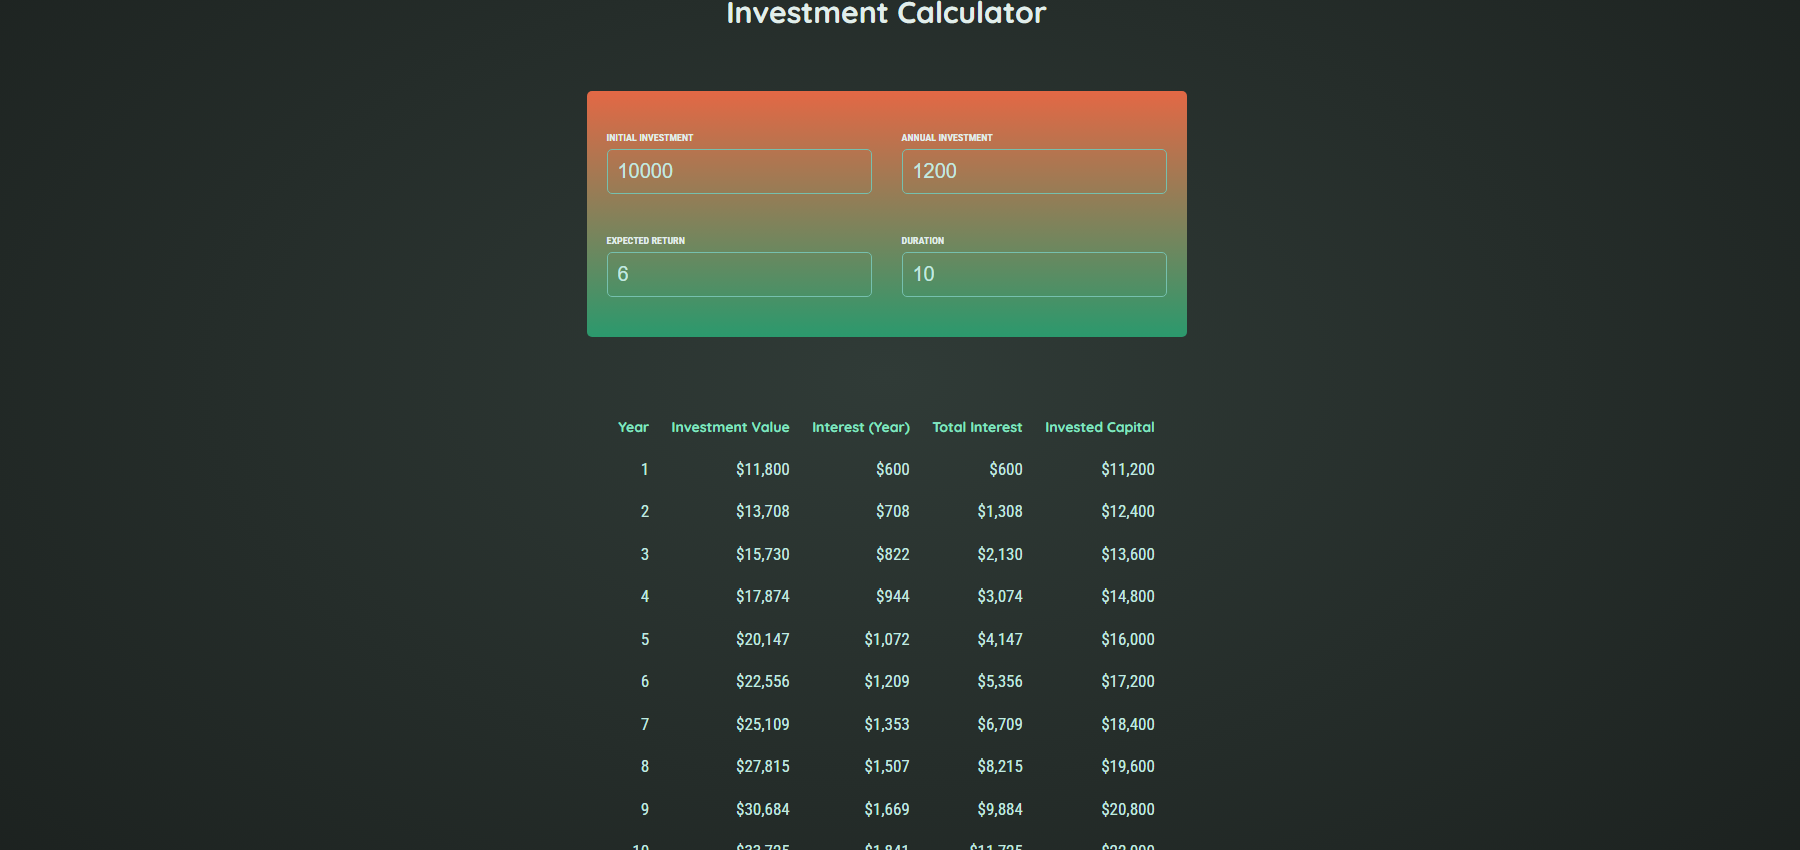 Investment Calculator
INITIAL INVESTMENT ANNUAL INVESTMENT
10000 1200
EXPECTED RETURN DURATION
6 10
Year Investment Value Interest (Year) Total Interest Invested Capital
1 $11,800 $600 $600 $11,200
2 $13,708 $708 $1,308 $12,400
3 $15,730 $822 $2,130 $13,600
4 $17,874 $944 $3,074 $14,800
5 $20,147 $1,072 $4,147 $16,000
6 $22,556 $1,209 $5,356 $17,200
7 $25,109 $1,353 $6,709 $18,400
8 $27,815 $1,507 $8,215 $19,600
9 $30,684 $1,669 $9,884 $20,800